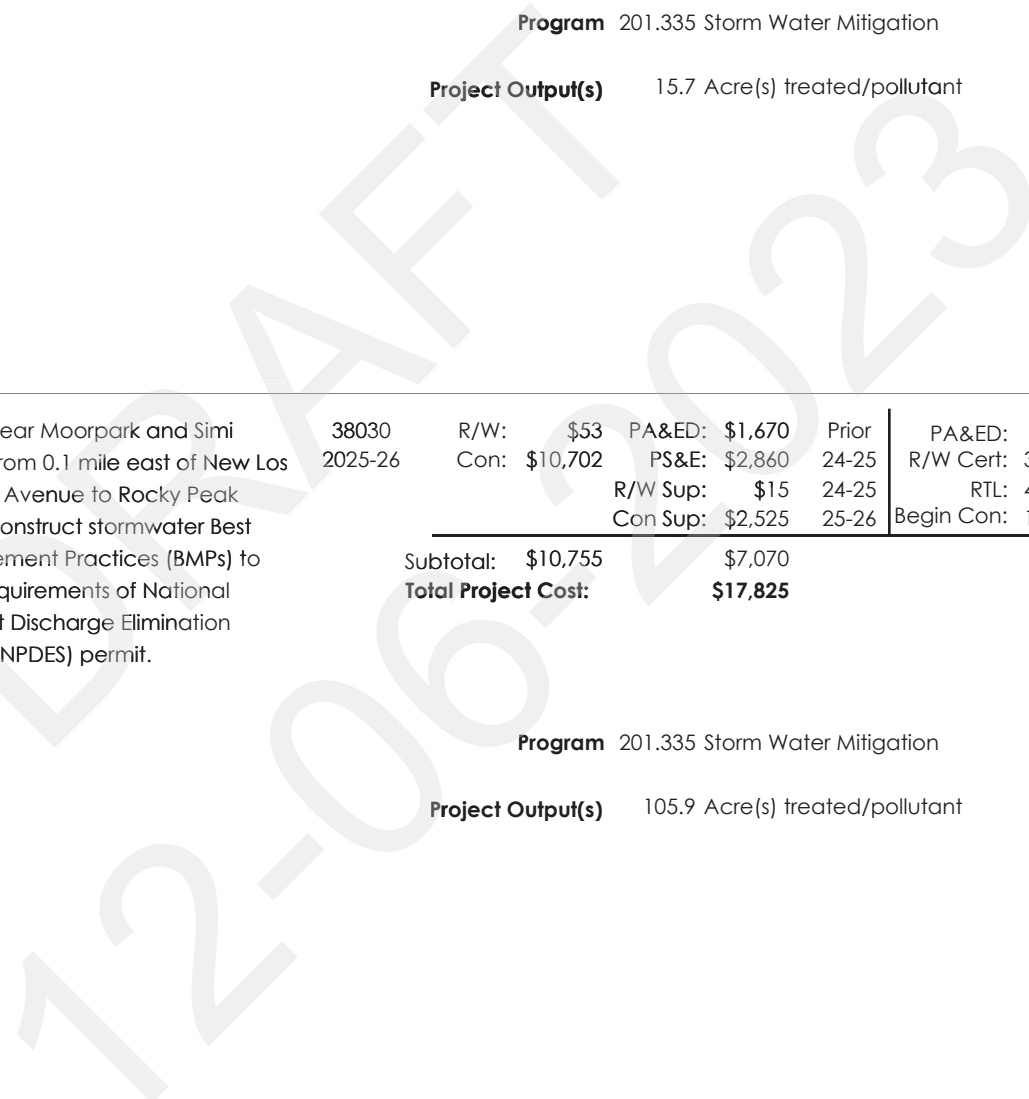 Program 201.335 Storm Water Mitigation
Project Output(s) 15.7 Acre(s) treated/pollutant
ear Moorpark and Simi 38030 R/W: $53 PA&ED: $1,670 Prior PA&ED:
rom 0.1 mile east of New Los 2025-26 Con: $10,702 PS&E: $2,860 24-25 R/W Cert: 3
Avenue to Rocky Peak R/W Sup: $15 24-25 RTL: 4
onstruct stormwater Best Con Sup: $2,525 25-26 Begin Con: 1
ement Practices (BMPs) to Subtotal: $10,755 $7,070
quirements of National Total Project Cost: $17,825
t Discharge Elimination
NPDES) permit.
Program 201.335 Storm Water Mitigation
Project Output(s) 105.9 Acre(s) treated/pollutant
DRAFT
12-06-2023